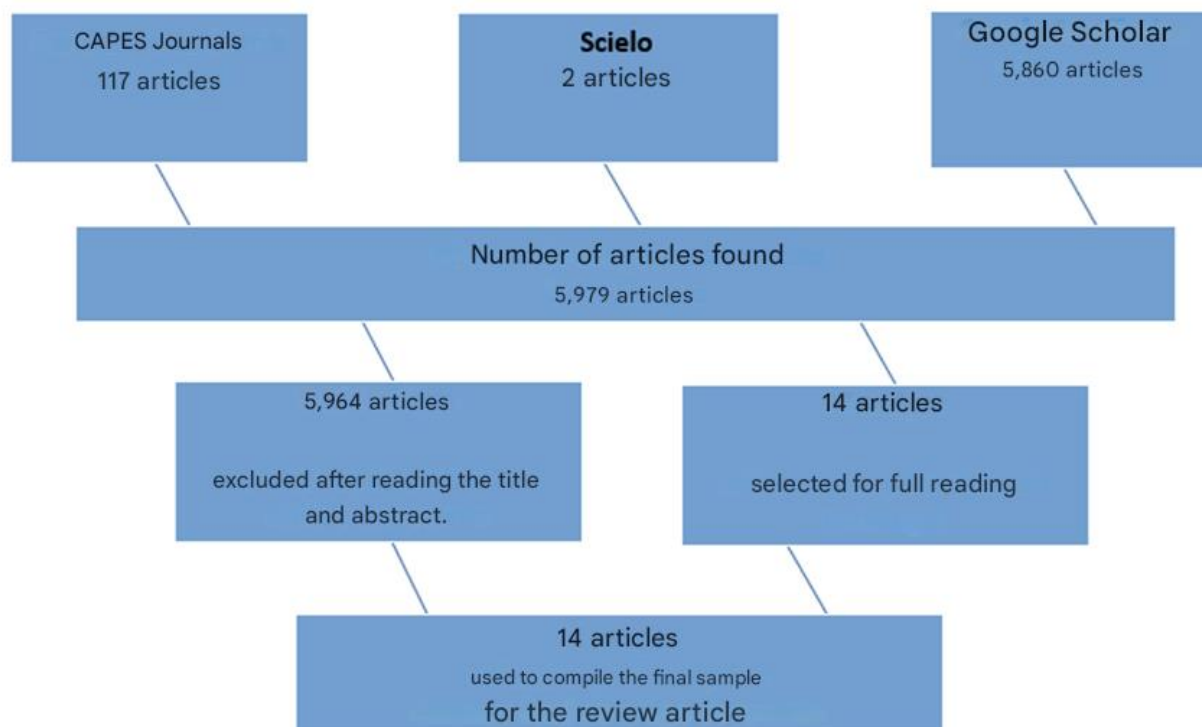 CAPES Journals
117 articles
Scielo
2 articles
Google Scholar
5,860 articles
Number of articles found
5,979 articles
5,964 articles
excluded after reading the title
and abstract.
14 articles
selected for full reading
14 articles
used to compile the final sample
for the review article